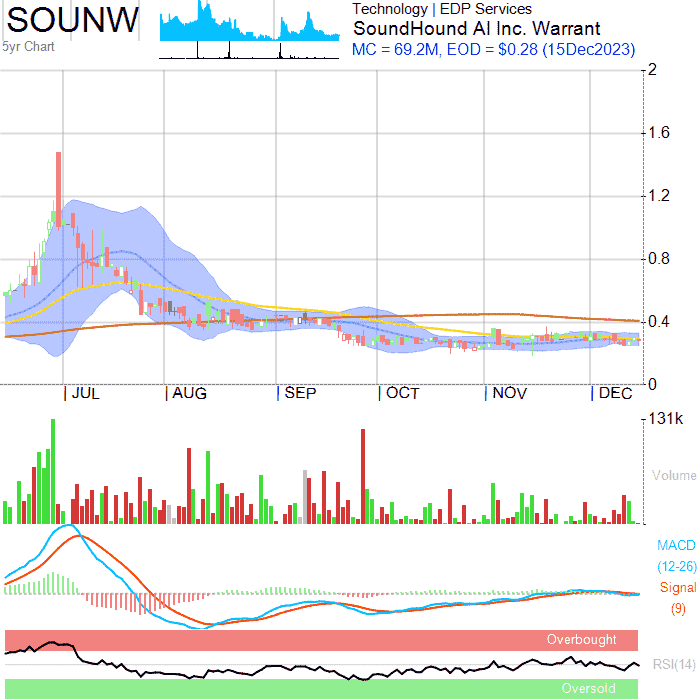 SOUNW
5yr Chart
Technology | EDP Services
SoundHound AI Inc. Warrant
MC = 69.2M, EOD = $0.28 (15Dec2023)
2
1.6
1.2
0.8
0.4
0
JUL AUG SEP OCT NOV DEC
131k
Volume
MACD
(12-26)
Signal
(9)
Overbought
RSI(14)
Oversold